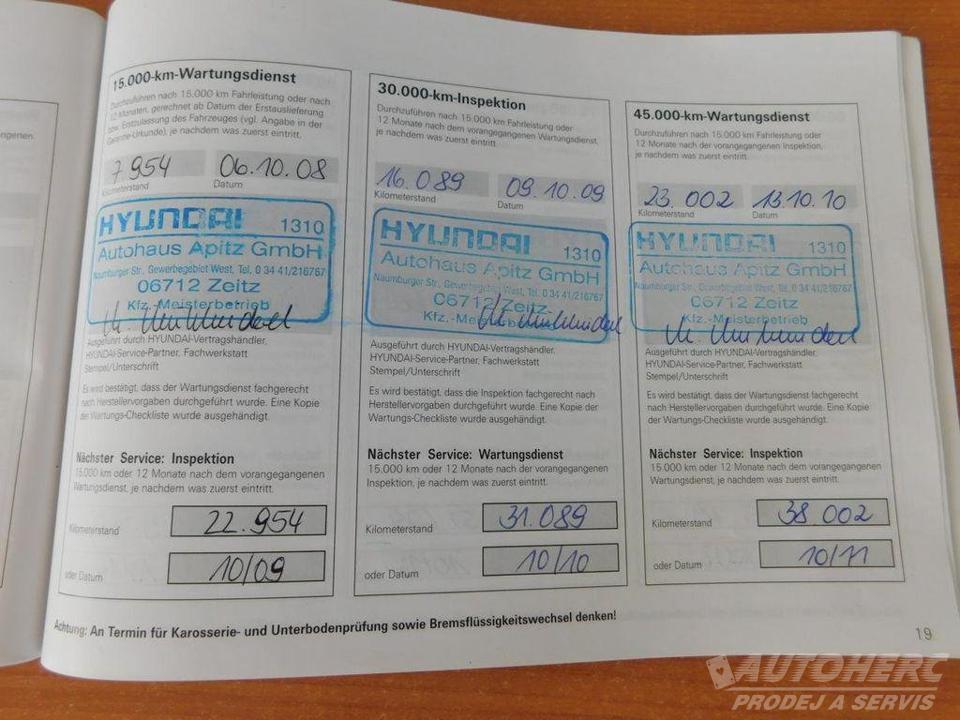 15.000-km-Wartungsdienst
Durchzuführen nach 15.000 km Fahrleistung oder nach
12 Monaten, gerechnet ab Datum der Erstauslieferung
bzw. Erstzulassung des Fahrzeuges (vgl. Angabe in der
Garantie-Urkunde), je nachdem was zuerst eintritt.
7.954 06.10.08
Kilometerstand Datum
HYUNDAI 1310
Autohaus Apitz GmbH
Naumburger Str., Gewerbegebiet West, Tel. 0 34 41/216767
06712 Zeitz
Kfz.-Meisterbetrieb
Ausgeführt durch HYUNDAI-Vertragshändler,
HYUNDAI-Service-Partner, Fachwerkstatt
Stempel/Unterschrift
Es wird bestätigt, dass der Wartungsdienst fachgerecht
nach Herstellervorgaben durchgeführt wurde. Eine Kopie
der Wartungs-Checkliste wurde ausgehändigt.
Nächster Service: Inspektion
15.000 km oder 12 Monate nach dem vorangegangenen
Wartungsdienst, je nachdem was zuerst eintritt.
Kilometerstand 22.954
oder Datum 10/09
30.000-km-Inspektion
Durchzuführen nach 15.000 km Fahrleistung oder
12 Monate nach dem vorangegangenen Wartungsdienst,
je nachdem was zuerst eintritt.
16.089 09.10.09
Kilometerstand Datum
HYUNDAI 1310
Autohaus Apitz GmbH
Naumburger Str., Gewerbegebiet West, Tel. 0 34 41/216767
06712 Zeitz
Kfz.-Meisterbetrieb
Ausgeführt durch HYUNDAI-Vertragshändler,
HYUNDAI-Service-Partner, Fachwerkstatt
Stempel/Unterschrift
Es wird bestätigt, dass die Inspektion fachgerecht nach
Herstellervorgaben durchgeführt wurde. Eine Kopie der
Wartungs-Checkliste wurde ausgehändigt.
Nächster Service: Wartungsdienst
15.000 km oder 12 Monate nach der vorangegangenen
Inspektion, je nachdem was zuerst eintritt.
Kilometerstand 31.089
oder Datum 10/10
45.000-km-Wartungsdienst
Durchzuführen nach 15.000 km Fahrleistung oder
12 Monate nach der vorangegangenen Inspektion,
je nachdem was zuerst eintritt.
23.002 13.10.10
Kilometerstand Datum
HYUNDAI 1310
Autohaus Apitz GmbH
Naumburger Str., Gewerbegebiet West, Tel. 0 34 41/216767
06712 Zeitz
Kfz.-Meisterbetrieb
Ausgeführt durch HYUNDAI-Vertragshändler,
HYUNDAI-Service-Partner, Fachwerkstatt
Stempel/Unterschrift
Es wird bestätigt, dass der Wartungsdienst fachgerecht
nach Herstellervorgaben durchgeführt wurde. Eine Kopie
der Wartungs-Checkliste wurde ausgehändigt.
Nächster Service: Inspektion
15.000 km oder 12 Monate nach dem vorangegangenen
Wartungsdienst, je nachdem was zuerst eintritt.
Kilometerstand 38.002
oder Datum 10/11
Achtung: An Termin für Karosserie- und Unterbodenprüfung sowie Bremsflüssigkeitswechsel denken!
19
AUTOHERC
PRODEJ A SERVIS